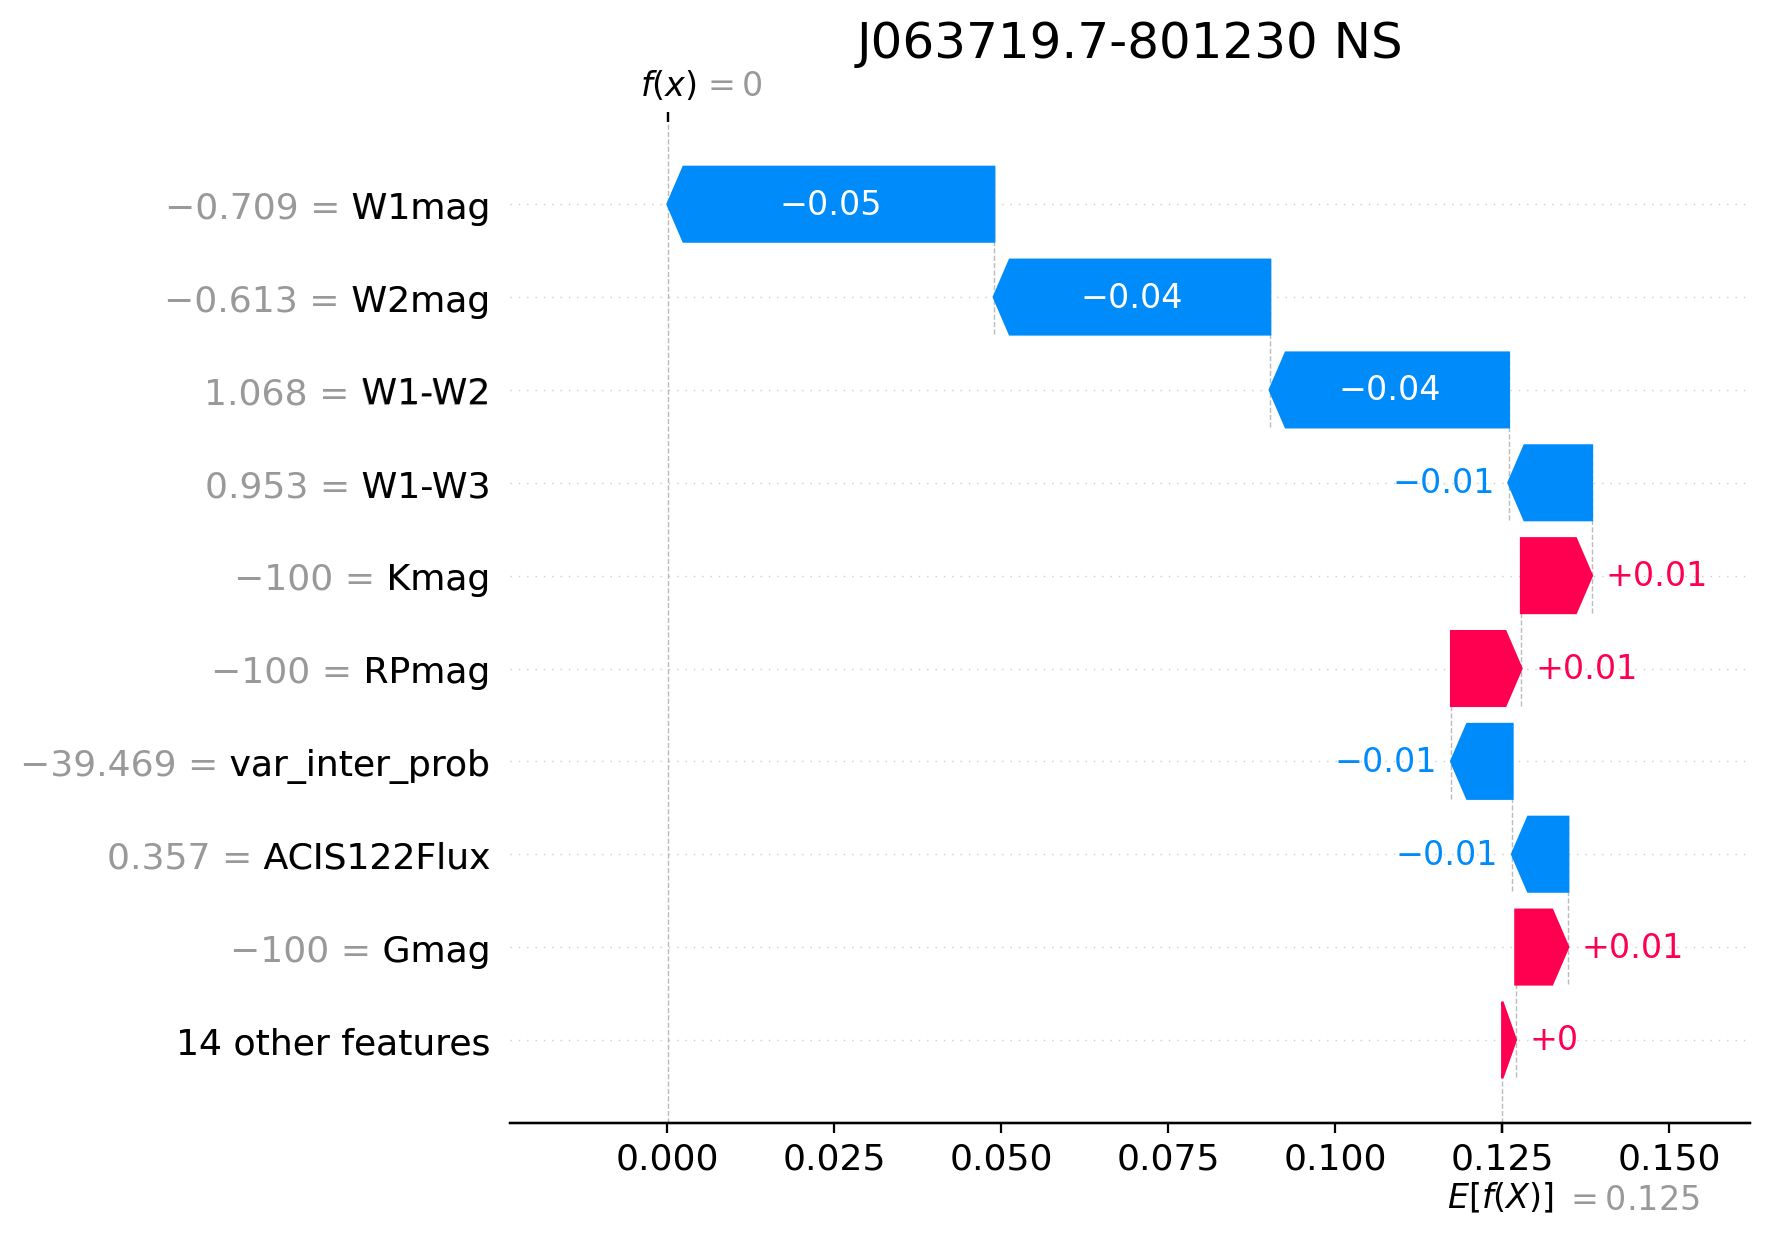 J063719.7-801230 NS
f(x) = 0
−0.709 = W1mag −0.05
−0.613 = W2mag −0.04
1.068 = W1-W2 −0.04
0.953 = W1-W3 −0.01
−100 = Kmag +0.01
−100 = RPmag +0.01
−39.469 = var_inter_prob −0.01
0.357 = ACIS122Flux −0.01
−100 = Gmag +0.01
14 other features +0
0.000 0.025 0.050 0.075 0.100 0.125 0.150
E[f(X)] = 0.125